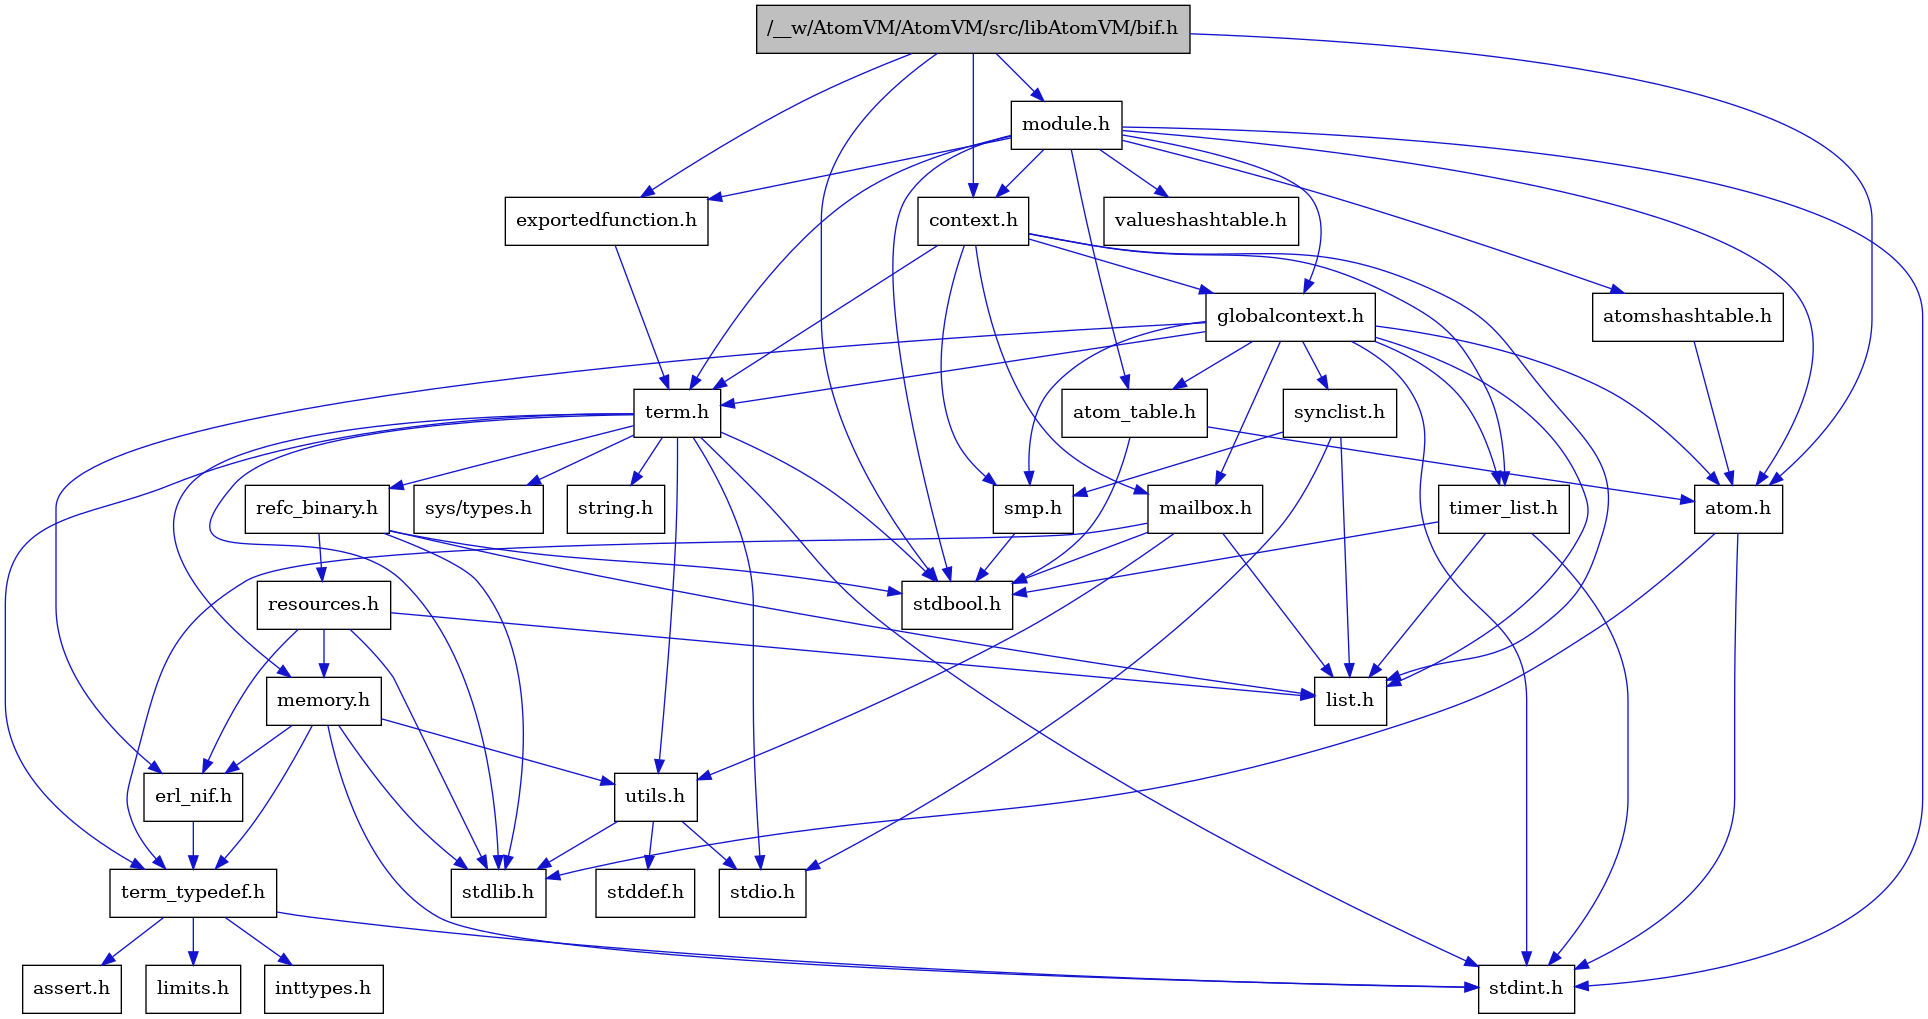 /__w/AtomVM/AtomVM/src/libAtomVM/bif.h
module.h
exportedfunction.h
context.h
valueshashtable.h
globalcontext.h
atomshashtable.h
term.h
atom_table.h
synclist.h
refc_binary.h
sys/types.h
string.h
smp.h
mailbox.h
timer_list.h
atom.h
resources.h
stdbool.h
memory.h
list.h
erl_nif.h
utils.h
term_typedef.h
stdlib.h
stddef.h
stdio.h
assert.h
limits.h
inttypes.h
stdint.h